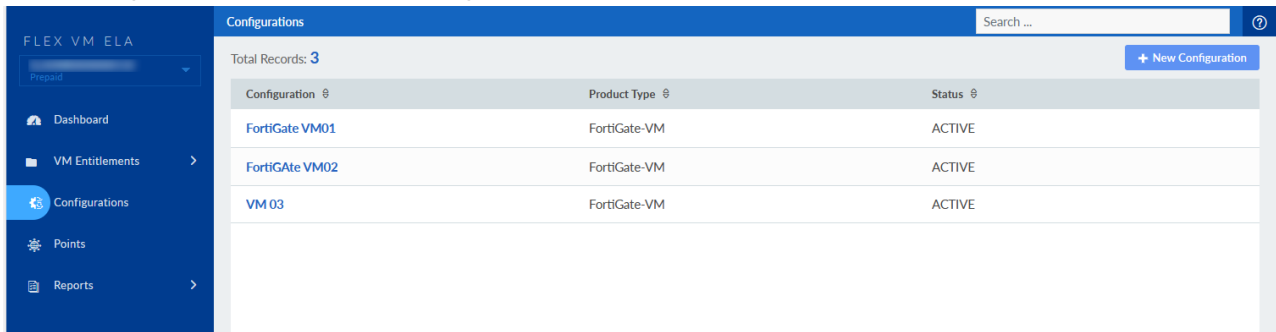 Configurations
Search ...
FLEX VM ELA
Prepaid
Total Records: 3
+ New Configuration
Configuration Product Type Status
Dashboard
FortiGate VM01 FortiGate-VM ACTIVE
VM Entitlements
FortiGAte VM02 FortiGate-VM ACTIVE
Configurations
VM 03 FortiGate-VM ACTIVE
Points
Reports